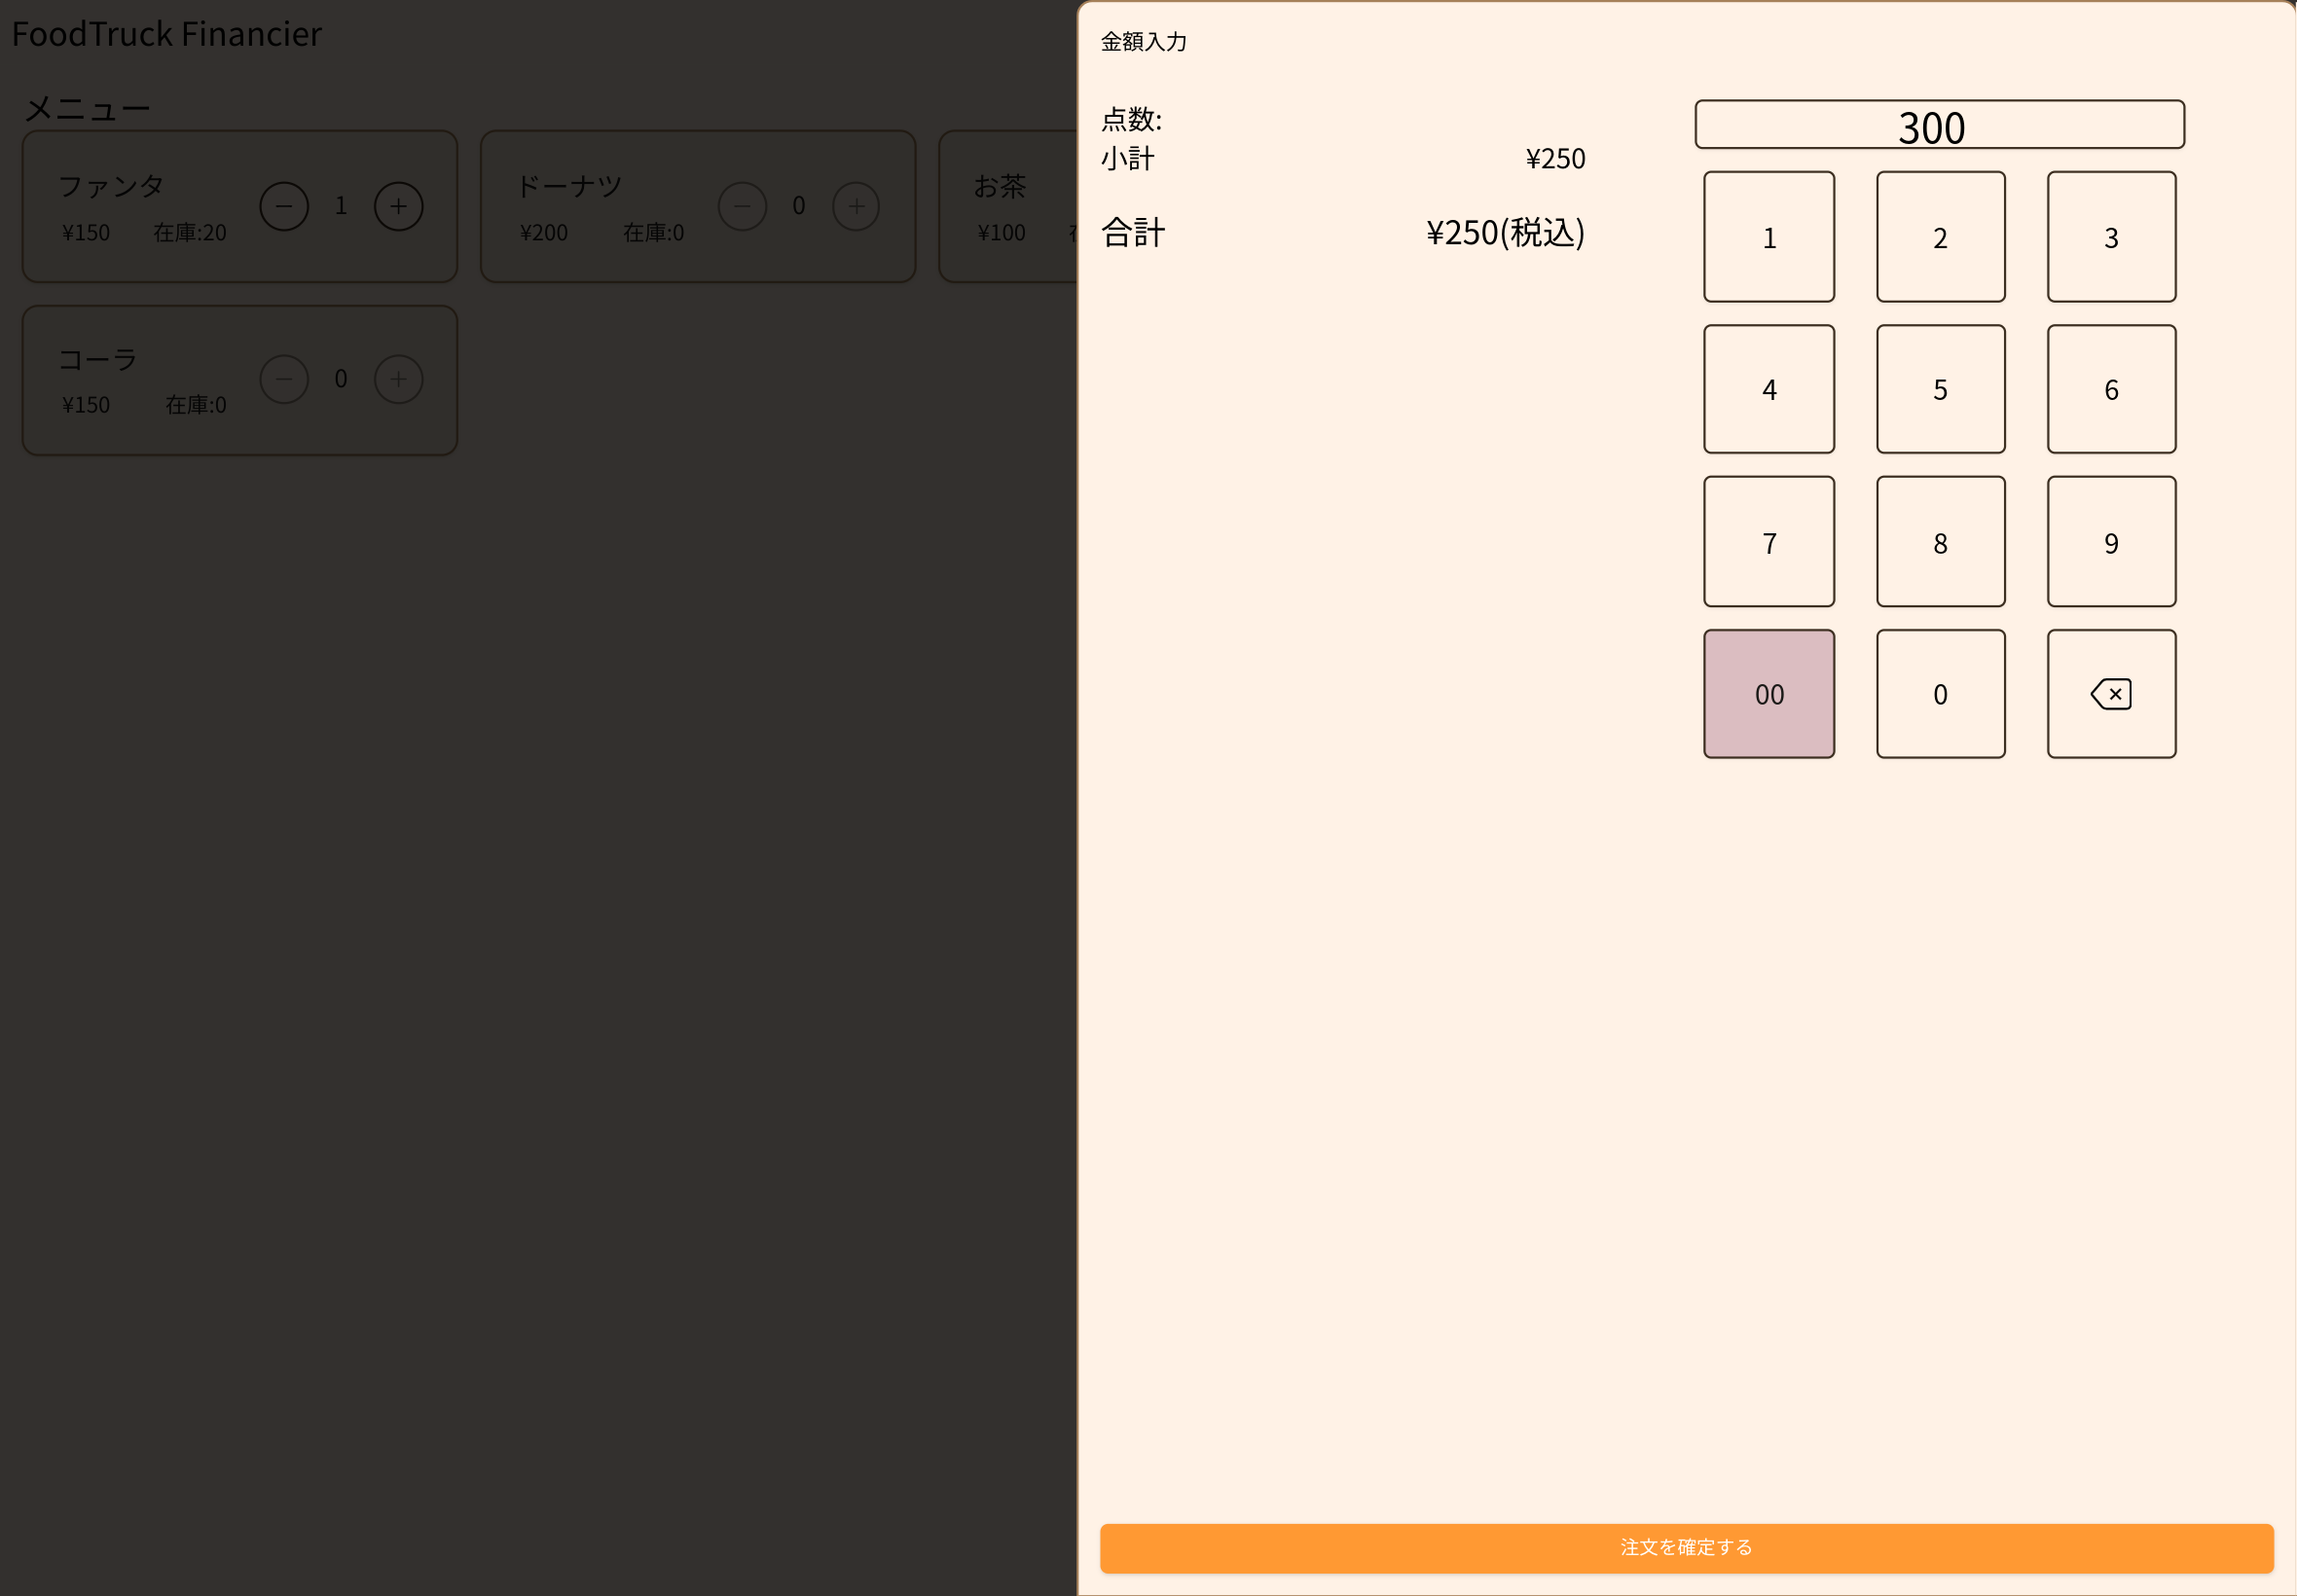 FoodTruck Financier
メニュー
ファンタ
¥150 在庫:20
− 1 +
ドーナツ
¥200 在庫:0
− 0 +
お茶
¥100
コーラ
¥150 在庫:0
− 0 +
金額入力
点数:
小計 ¥250
合計 ¥250(税込)
300
1 2 3
4 5 6
7 8 9
00 0
注文を確定する